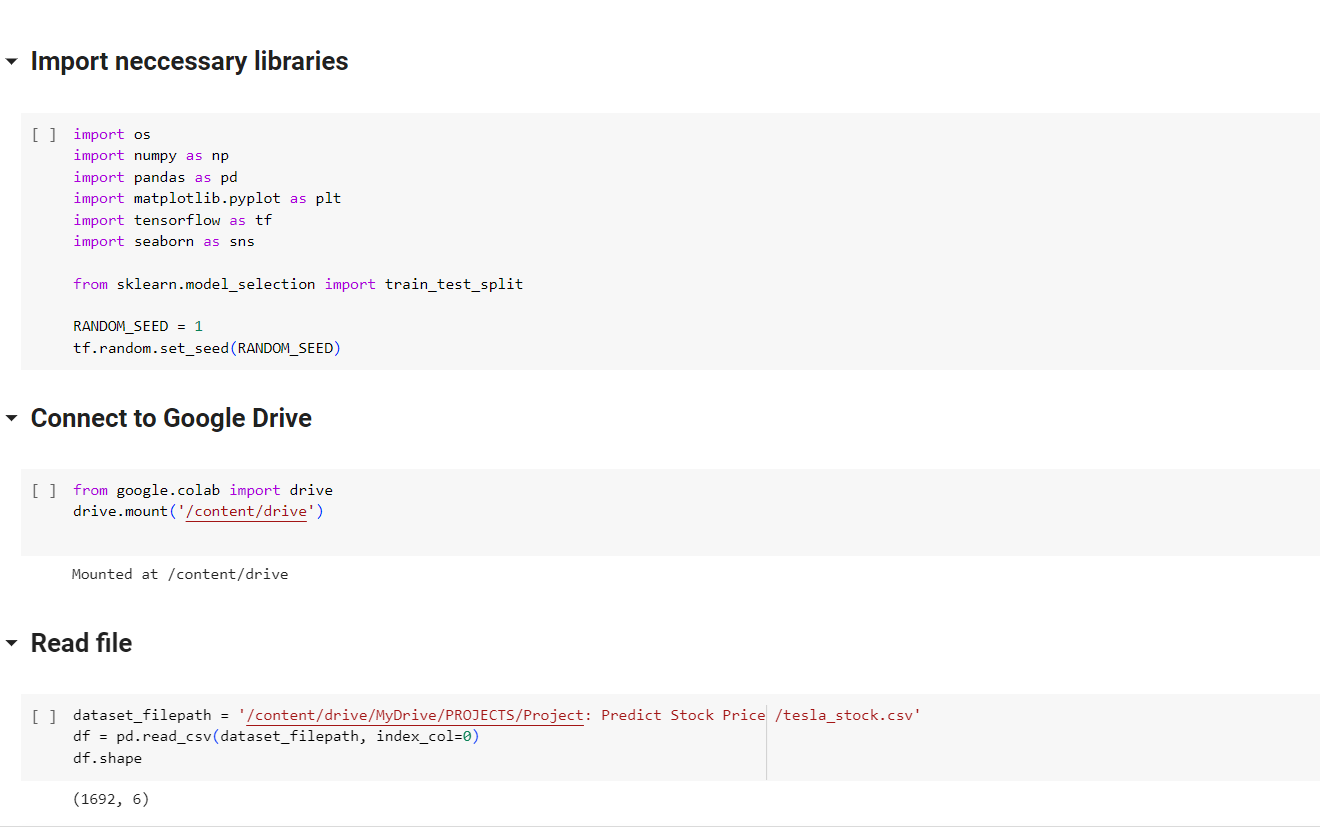 Import neccessary libraries
[ ] import os
import numpy as np
import pandas as pd
import matplotlib.pyplot as plt
import tensorflow as tf
import seaborn as sns
from sklearn.model_selection import train_test_split
RANDOM_SEED = 1
tf.random.set_seed(RANDOM_SEED)
Connect to Google Drive
[ ] from google.colab import drive
drive.mount('/content/drive')
Mounted at /content/drive
Read file
[ ] dataset_filepath = '/content/drive/MyDrive/PROJECTS/Project: Predict Stock Price /tesla_stock.csv'
df = pd.read_csv(dataset_filepath, index_col=0)
df.shape
(1692, 6)